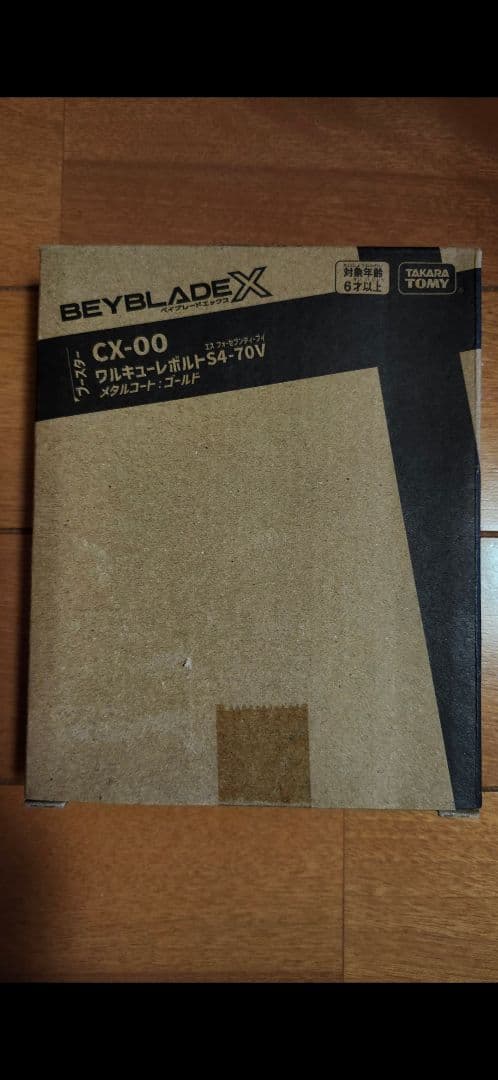 BEYBLADE X
ベイブレードエックス
対象年齢
6才以上
TAKARA
TOMY
ブースター
CX-00
エス フォーセブンティブイ
ワルキューレボルトS4-70V
メタルコート：ゴールド